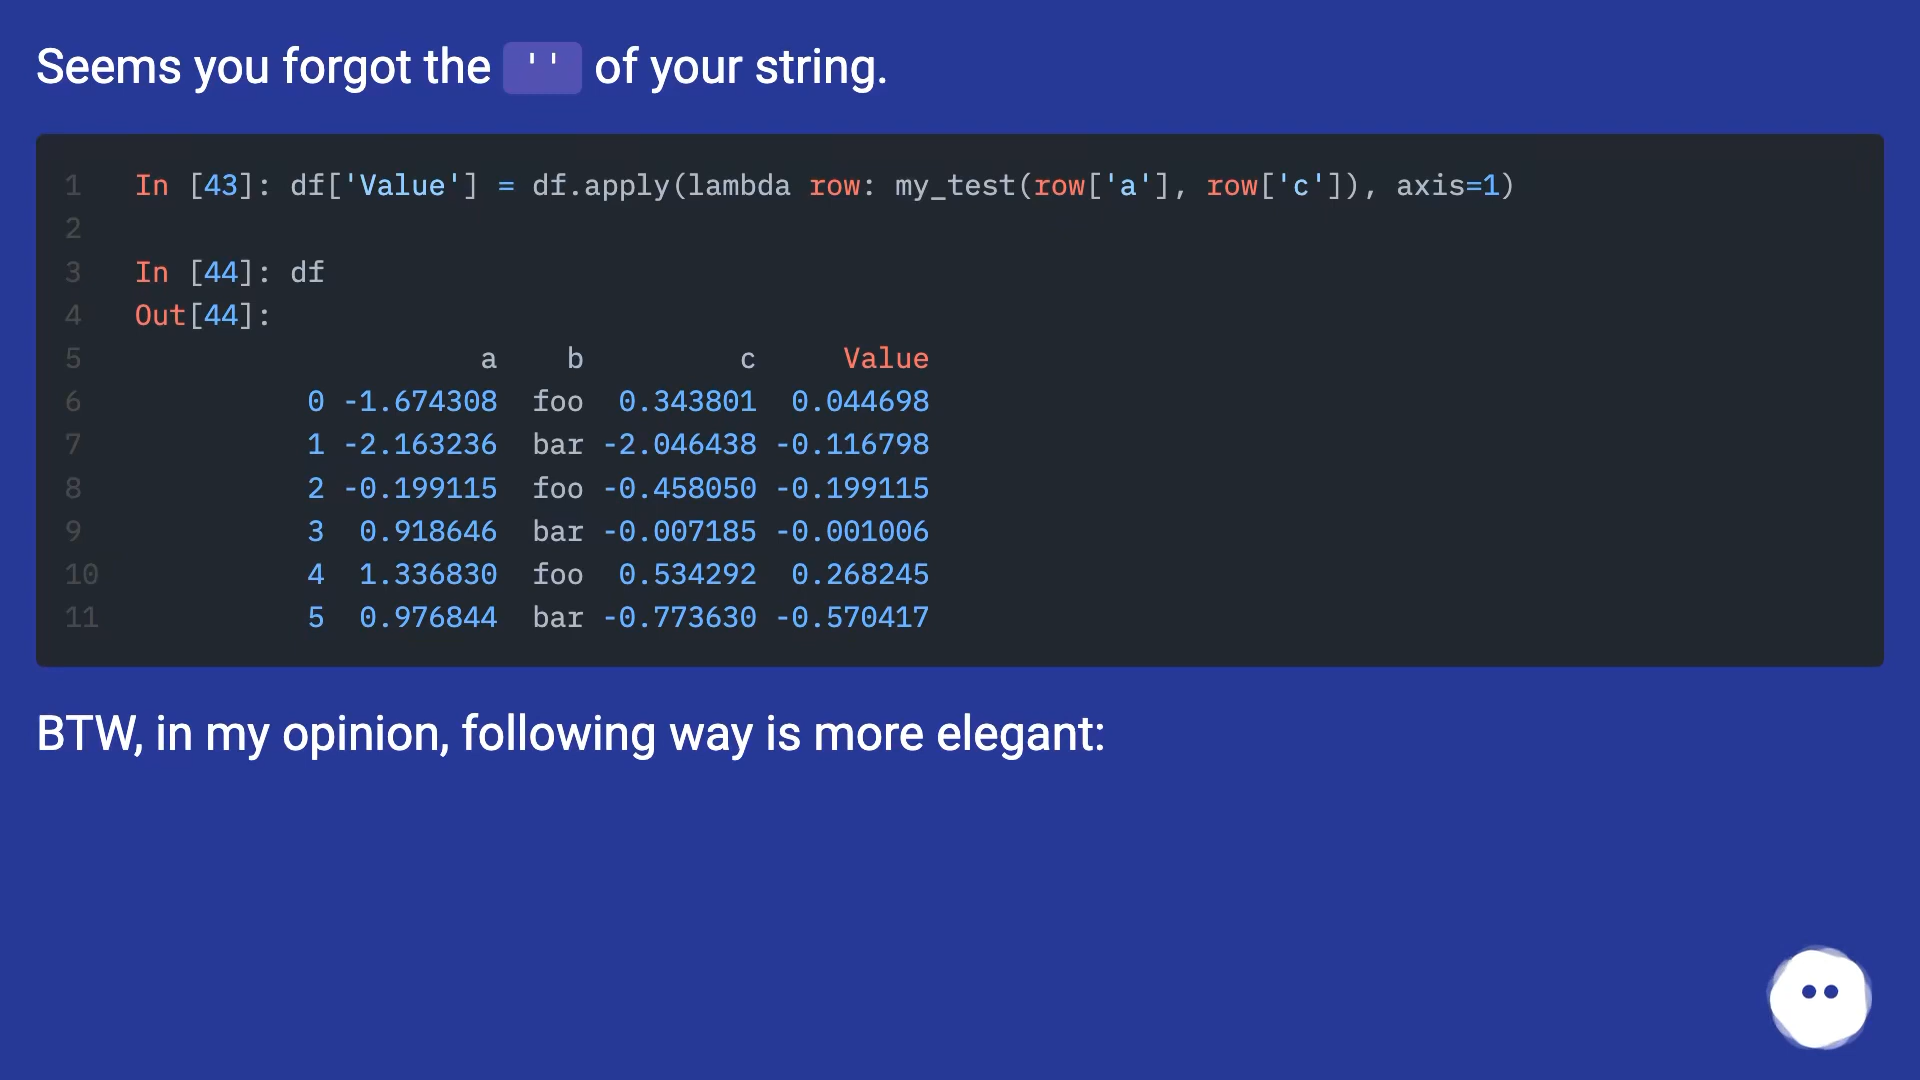 Seems you forgot the '' of your string.
1 In [43]: df['Value'] = df.apply(lambda row: my_test(row['a'], row['c']), axis=1)
2
3 In [44]: df
4 Out[44]:
5 a b c Value
6 0 -1.674308 foo 0.343801 0.044698
7 1 -2.163236 bar -2.046438 -0.116798
8 2 -0.199115 foo -0.458050 -0.199115
9 3 0.918646 bar -0.007185 -0.001006
10 4 1.336830 foo 0.534292 0.268245
11 5 0.976844 bar -0.773630 -0.570417
BTW, in my opinion, following way is more elegant: